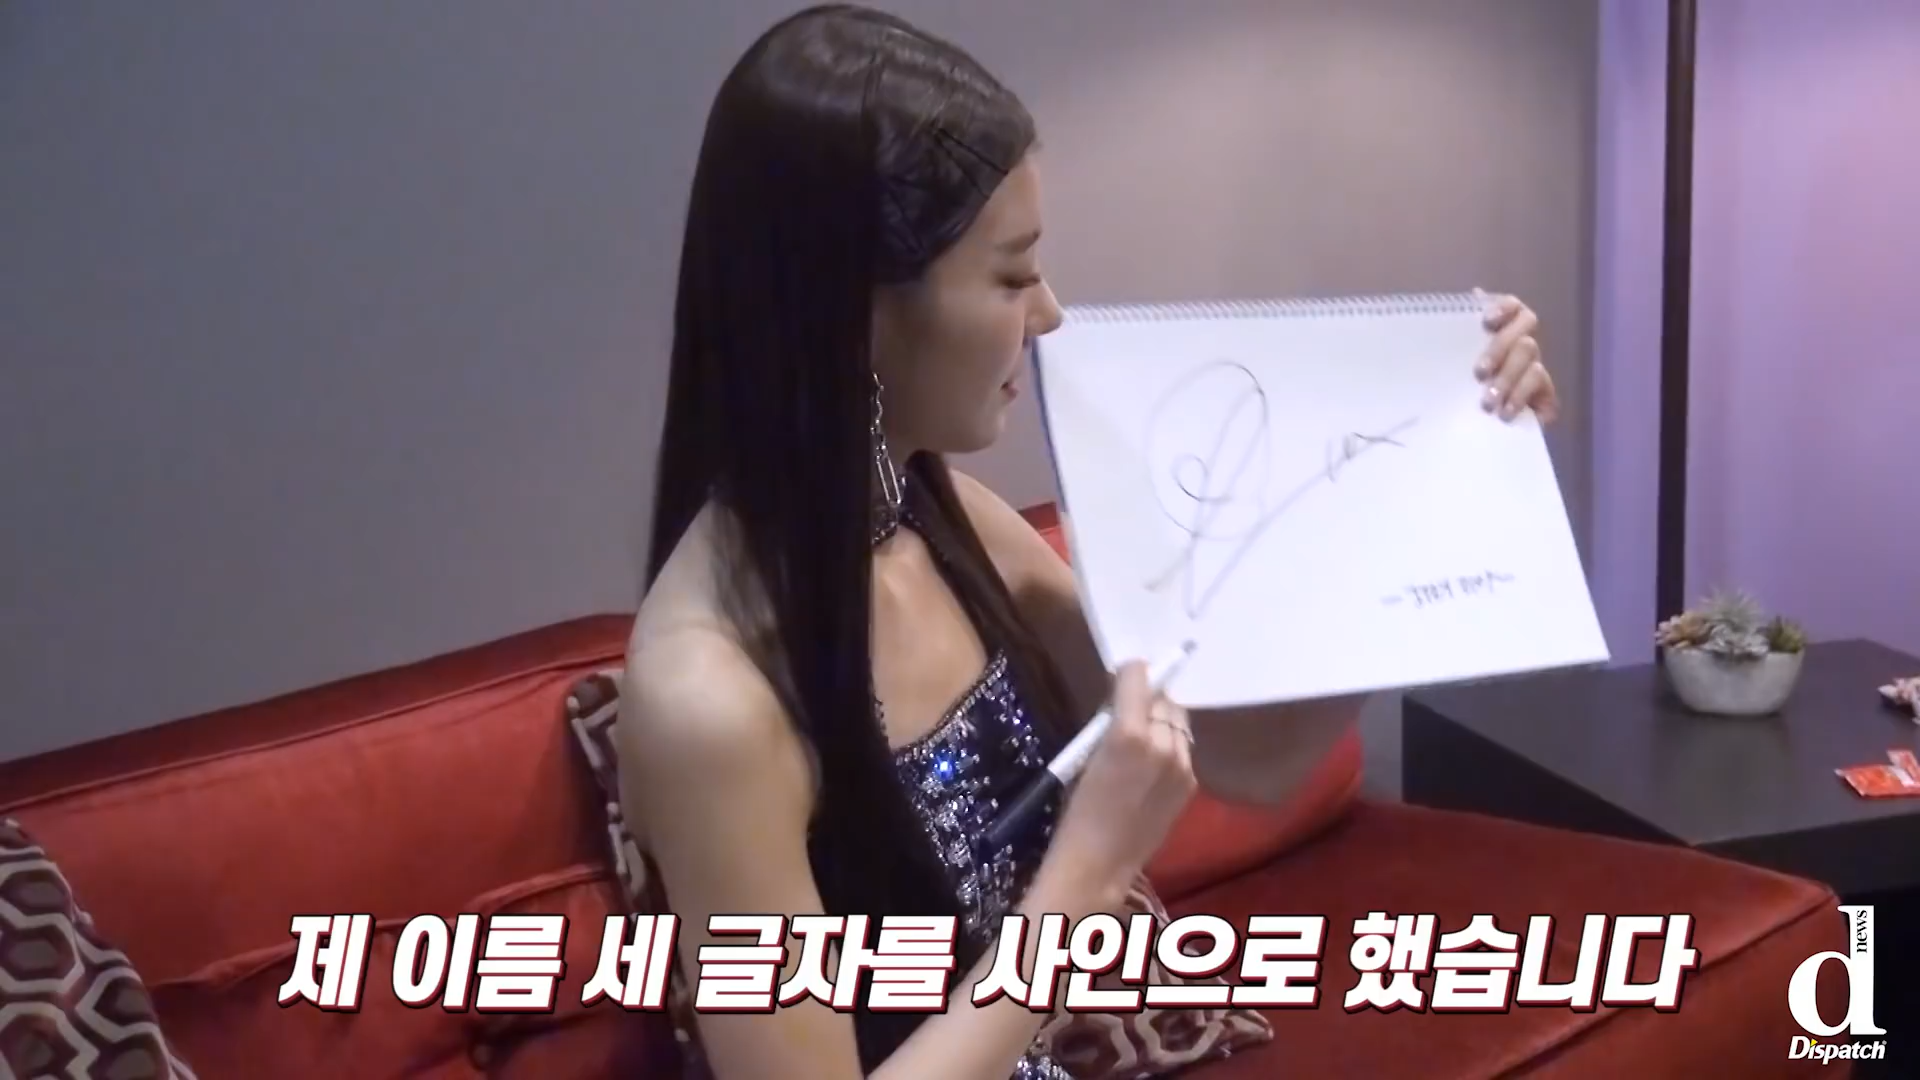 제 이름 세 글자를 사인으로 했습니다
news
d
Dispatch